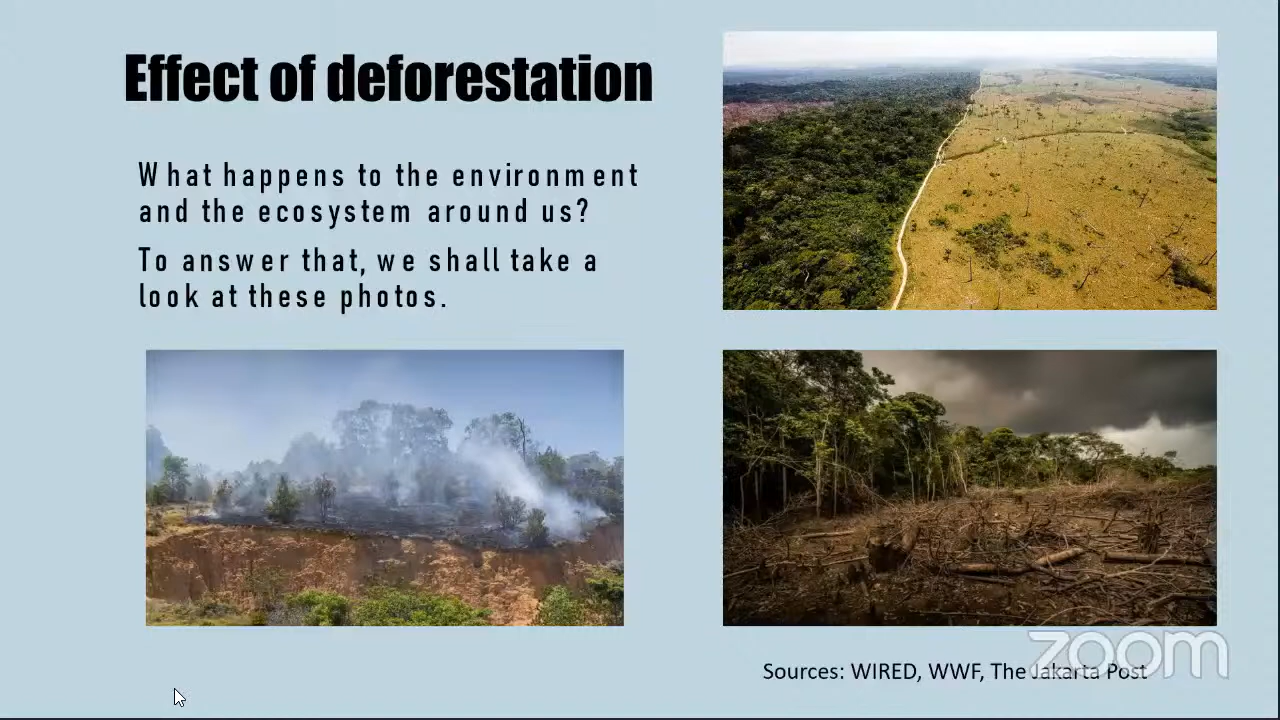 Effect of deforestation
What happens to the environment
and the ecosystem around us?
To answer that, we shall take a
look at these photos.
Sources: WIRED, WWF, The Jakarta Post
zoom